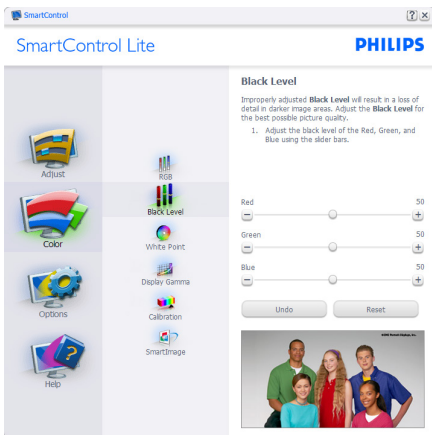 SmartControl
SmartControl Lite
PHILIPS
Adjust
Color
Options
Help
RGB
Black Level
White Point
Display Gamma
Calibration
SmartImage
Black Level
Improperly adjusted Black Level will result in a loss of
detail in darker image areas. Adjust the Black Level for
the best possible picture quality.
1. Adjust the black level of the Red, Green, and
Blue using the slider bars.
Red 50
Green 50
Blue 50
Undo Reset